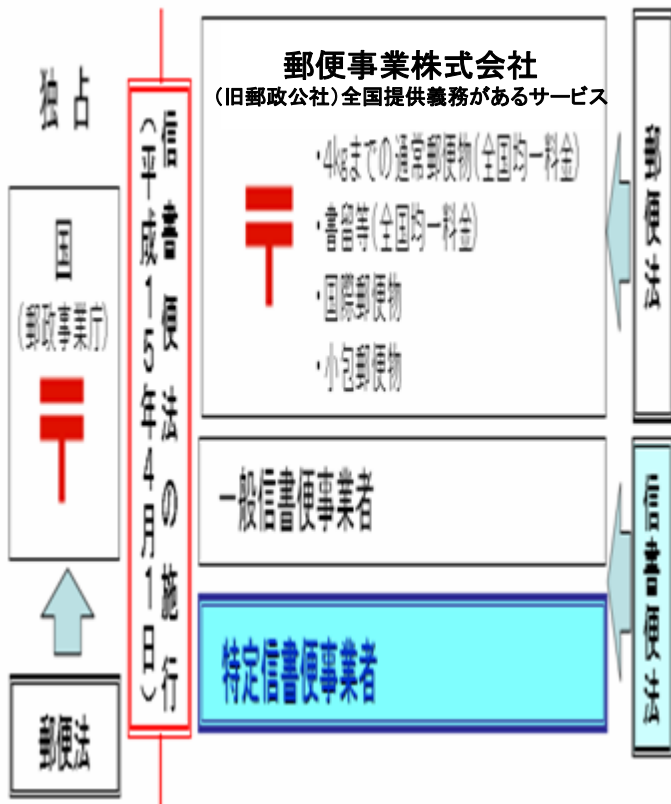 独占
国
(郵政事業庁)
郵便法
信書便法の施行
(平成15年4月1日)
郵便事業株式会社
(旧郵政公社)全国提供義務があるサービス
・4kgまでの通常郵便物(全国均一料金)
・書留等(全国均一料金)
・国際郵便物
・小包郵便物
一般信書便事業者
特定信書便事業者
郵便法
信書便法